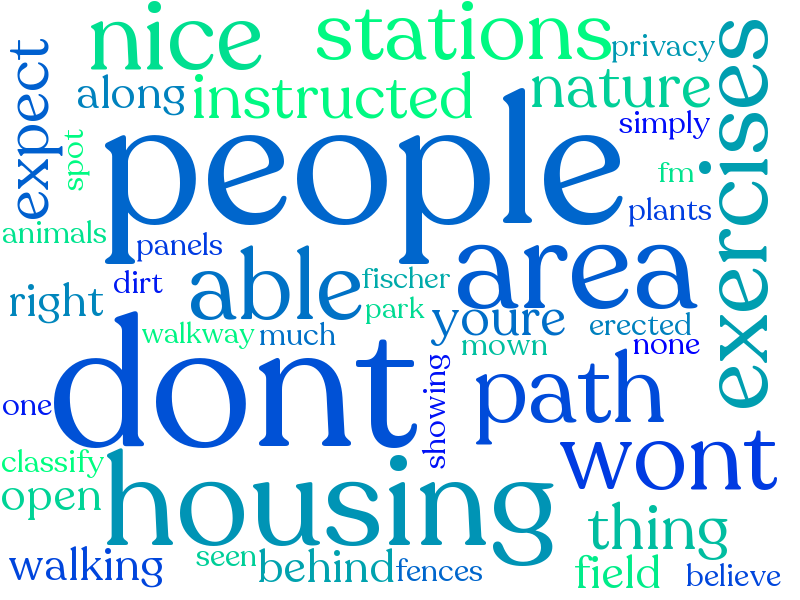 nice
stations
privacy
expect
along
instructed
nature
exercises
simply
spot
people
fm
plants
animals
panels
area
able
dirt
fischer
right
park
youre
erected
walkway
much
mown
none
dont
showing
path
one
wont
classify
open
housing
thing
walking
seen
behind
fences
field
believe